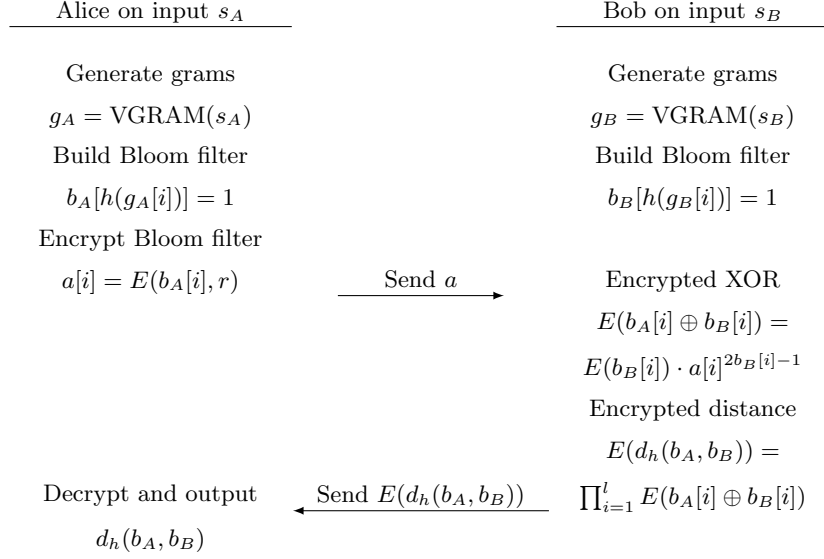 Alice on input s_A
Bob on input s_B
Generate grams
Generate grams
g_A = VGRAM(s_A)
g_B = VGRAM(s_B)
Build Bloom filter
Build Bloom filter
b_A[h(g_A[i])] = 1
b_B[h(g_B[i])] = 1
Encrypt Bloom filter
a[i] = E(b_A[i], r)
Send a
Encrypted XOR
E(b_A[i] ⊕ b_B[i]) =
E(b_B[i]) · a[i]^{2b_B[i]−1}
Encrypted distance
E(d_h(b_A, b_B)) =
Decrypt and output
Send E(d_h(b_A, b_B))
∏_{i=1}^{l} E(b_A[i] ⊕ b_B[i])
d_h(b_A, b_B)